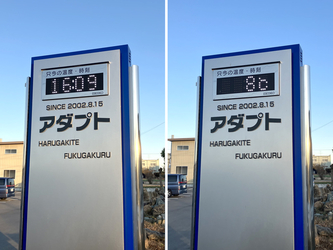 只今の温度・時刻
16:09
SINCE 2002.8.15
アダプト
HARUGAKITE
FUKUGAKURU
只今の温度・時刻
8℃
SINCE 2002.8.15
アダプト
HARUGAKITE
FUKUGAKURU